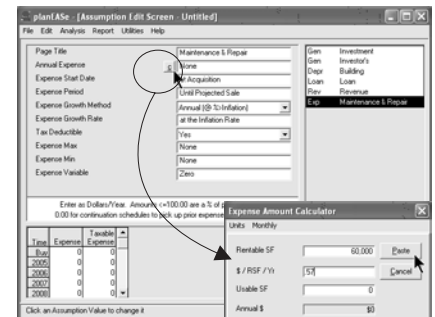 planEASe - [Assumption Edit Screen - Untitled]
File Edit Analysis Report Utilities Help
Page Title Maintenance & Repair
Annual Expense c None
Expense Start Date at Acquisition
Expense Period Until Projected Sale
Expense Growth Method Annual (@ % Inflation)
Expense Growth Rate at the Inflation Rate
Tax Deductible Yes
Expense Max None
Expense Min None
Expense Variable Zero
Gen Investment
Gen Investor's
Depr Building
Loan Loan
Rev Revenue
Exp Maintenance & Repair
Enter as Dollars/Year. Amounts <=100.00 are a % of
0.00 for continuation schedules to pick up prior expense
Time Expense Taxable Expense
Buy 0 0
2005 0 0
2006 0 0
2007 0 0
2008 0 0
Click an Assumption Value to change it
Expense Amount Calculator
Units Monthly
Rentable SF 60,000 Paste
$ / RSF / Yr 57 Cancel
Usable SF 0
Annual $ $0